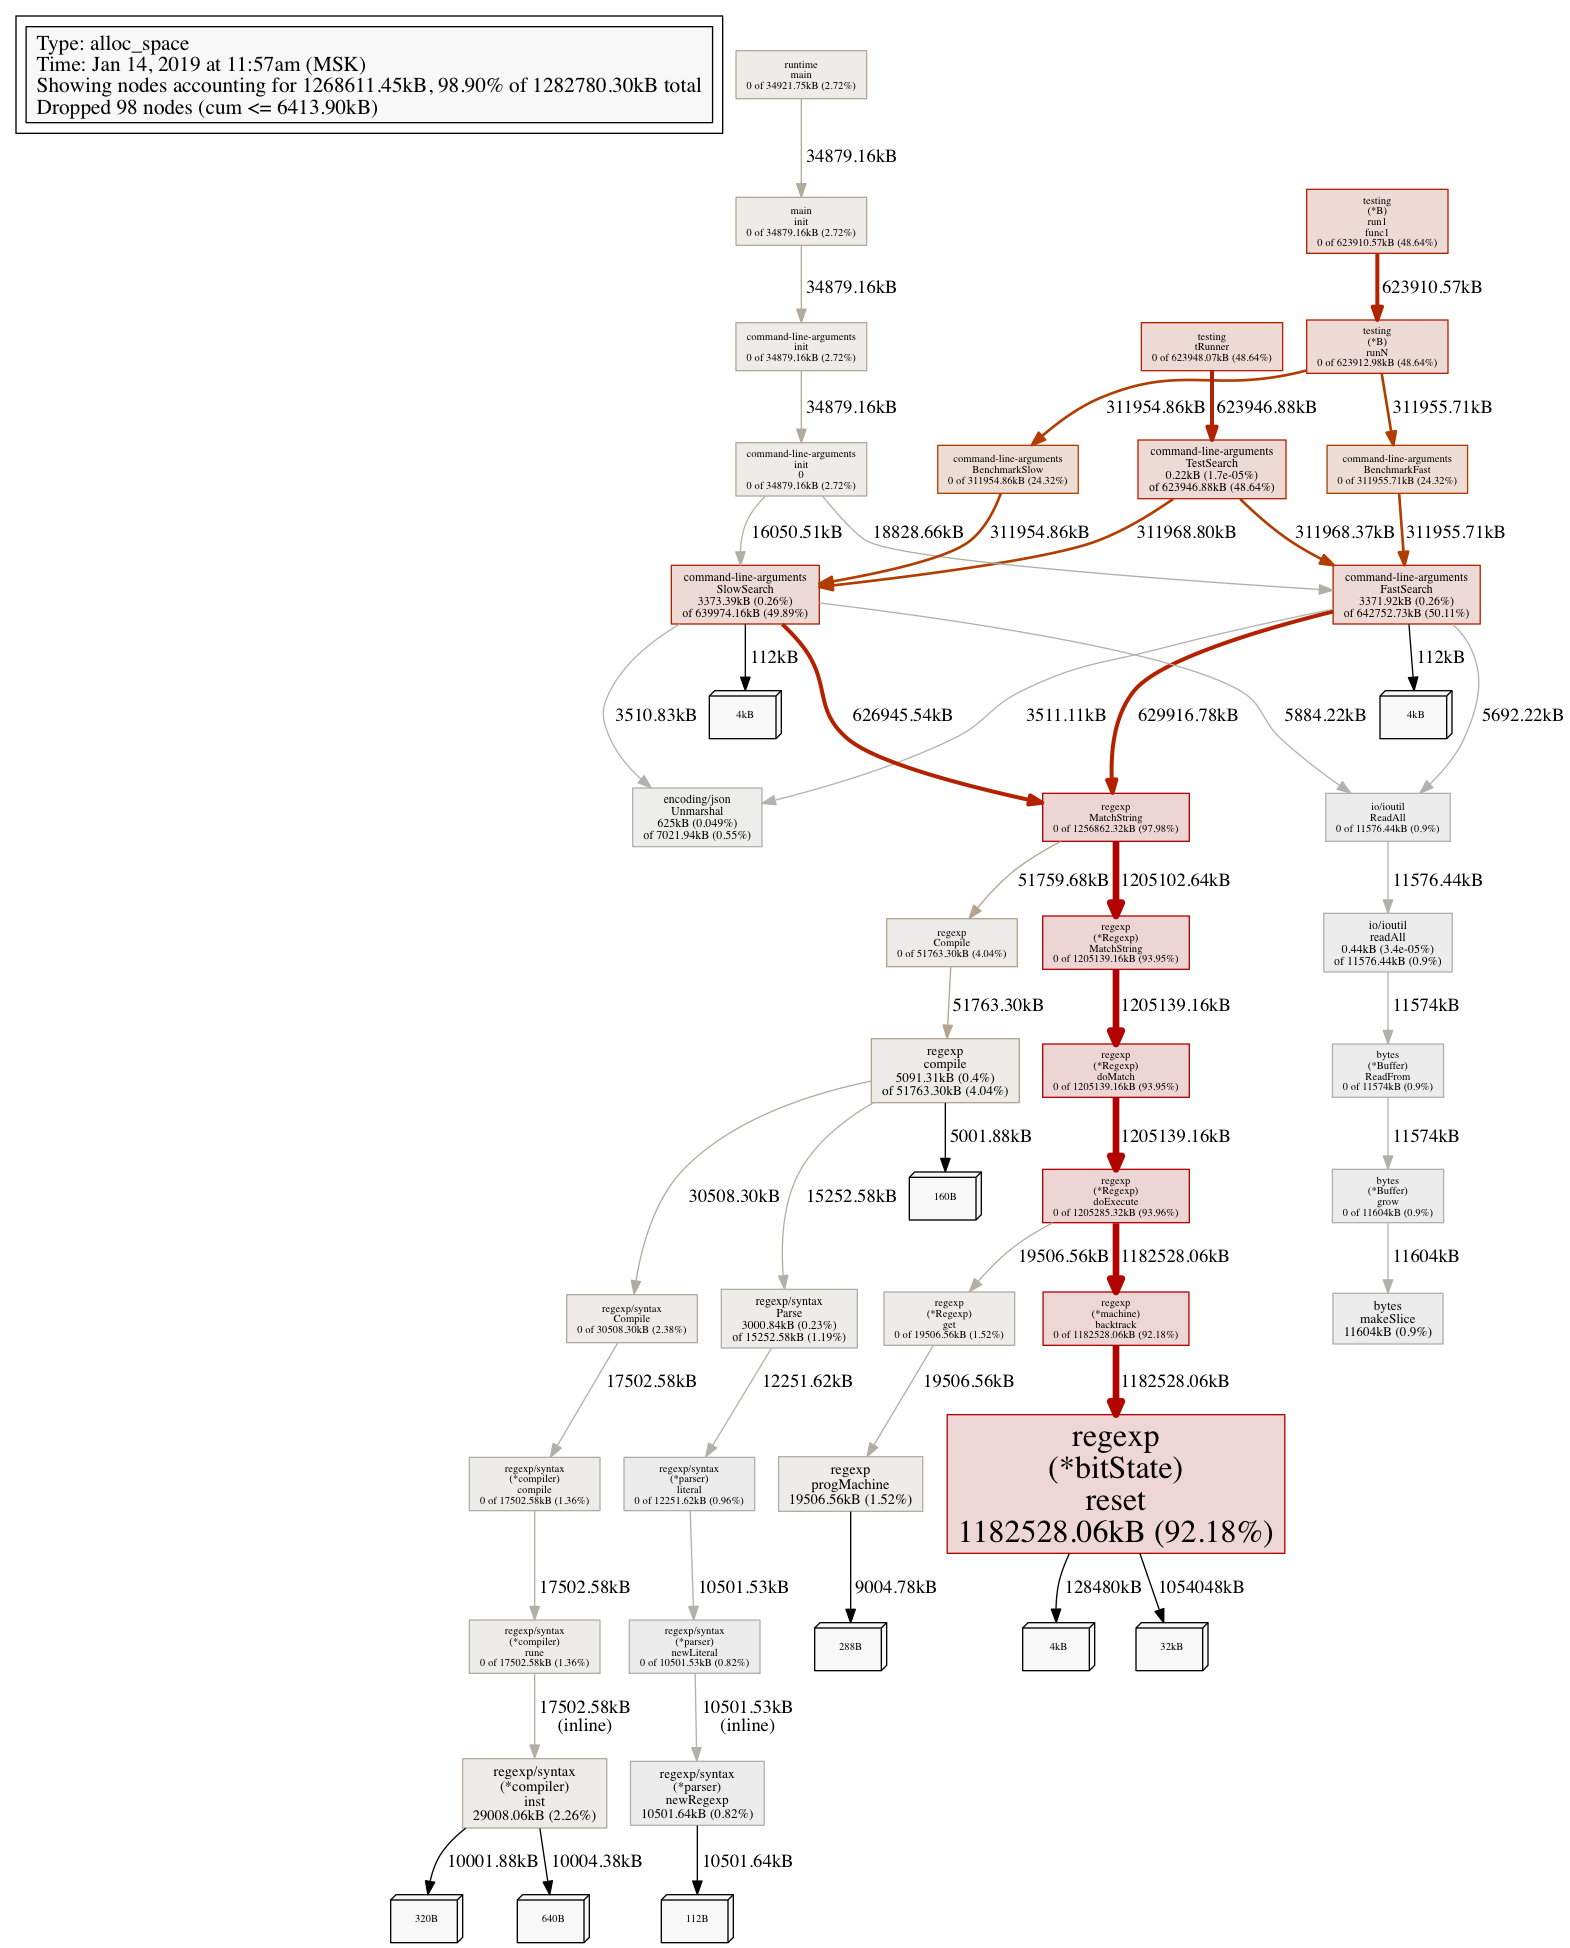 Type: alloc_space
Time: Jan 14, 2019 at 11:57am (MSK)
Showing nodes accounting for 1268611.45kB, 98.90% of 1282780.30kB total
Dropped 98 nodes (cum <= 6413.90kB)
runtime
main
0 of 34921.75kB (2.72%)
34879.16kB
main
init
0 of 34879.16kB (2.72%)
testing
(*B)
run1
func1
0 of 623910.57kB (48.64%)
34879.16kB
623910.57kB
command-line-arguments
init
0 of 34879.16kB (2.72%)
testing
tRunner
0 of 623948.07kB (48.64%)
testing
(*B)
runN
0 of 623912.98kB (48.64%)
34879.16kB
311954.86kB
623946.88kB
311955.71kB
command-line-arguments
init
0
0 of 34879.16kB (2.72%)
command-line-arguments
BenchmarkSlow
0 of 311954.86kB (24.32%)
command-line-arguments
TestSearch
0.22kB (1.7e-05%)
of 623946.88kB (48.64%)
command-line-arguments
BenchmarkFast
0 of 311955.71kB (24.32%)
16050.51kB
18828.66kB
311954.86kB
311968.80kB
311968.37kB
311955.71kB
command-line-arguments
SlowSearch
3373.39kB (0.26%)
of 639974.16kB (49.89%)
command-line-arguments
FastSearch
3371.92kB (0.26%)
of 642752.73kB (50.11%)
112kB
112kB
3510.83kB
4kB
626945.54kB
3511.11kB
629916.78kB
5884.22kB
4kB
5692.22kB
encoding/json
Unmarshal
625kB (0.049%)
of 7021.94kB (0.55%)
regexp
MatchString
0 of 1256862.32kB (97.98%)
io/ioutil
ReadAll
0 of 11576.44kB (0.9%)
51759.68kB
1205102.64kB
11576.44kB
regexp
Compile
0 of 51763.30kB (4.04%)
regexp
(*Regexp)
MatchString
0 of 1205139.16kB (93.95%)
io/ioutil
readAll
0.44kB (3.4e-05%)
of 11576.44kB (0.9%)
51763.30kB
1205139.16kB
11574kB
regexp
compile
5091.31kB (0.4%)
of 51763.30kB (4.04%)
regexp
(*Regexp)
doMatch
0 of 1205139.16kB (93.95%)
bytes
(*Buffer)
ReadFrom
0 of 11574kB (0.9%)
5001.88kB
1205139.16kB
11574kB
30508.30kB
15252.58kB
160B
regexp
(*Regexp)
doExecute
0 of 1205285.32kB (93.96%)
bytes
(*Buffer)
grow
0 of 11604kB (0.9%)
19506.56kB
1182528.06kB
11604kB
regexp/syntax
Compile
0 of 30508.30kB (2.38%)
regexp/syntax
Parse
3000.84kB (0.23%)
of 15252.58kB (1.19%)
regexp
(*Regexp)
get
0 of 19506.56kB (1.52%)
regexp
(*machine)
backtrack
0 of 1182528.06kB (92.18%)
bytes
makeSlice
11604kB (0.9%)
17502.58kB
12251.62kB
19506.56kB
1182528.06kB
regexp/syntax
(*compiler)
compile
0 of 17502.58kB (1.36%)
regexp/syntax
(*parser)
literal
0 of 12251.62kB (0.96%)
regexp
progMachine
19506.56kB (1.52%)
regexp
(*bitState)
reset
1182528.06kB (92.18%)
17502.58kB
10501.53kB
9004.78kB
128480kB
1054048kB
regexp/syntax
(*compiler)
rune
0 of 17502.58kB (1.36%)
regexp/syntax
(*parser)
newLiteral
0 of 10501.53kB (0.82%)
288B
4kB
32kB
17502.58kB
(inline)
10501.53kB
(inline)
regexp/syntax
(*compiler)
inst
29008.06kB (2.26%)
regexp/syntax
(*parser)
newRegexp
10501.64kB (0.82%)
10001.88kB
10004.38kB
10501.64kB
320B
640B
112B